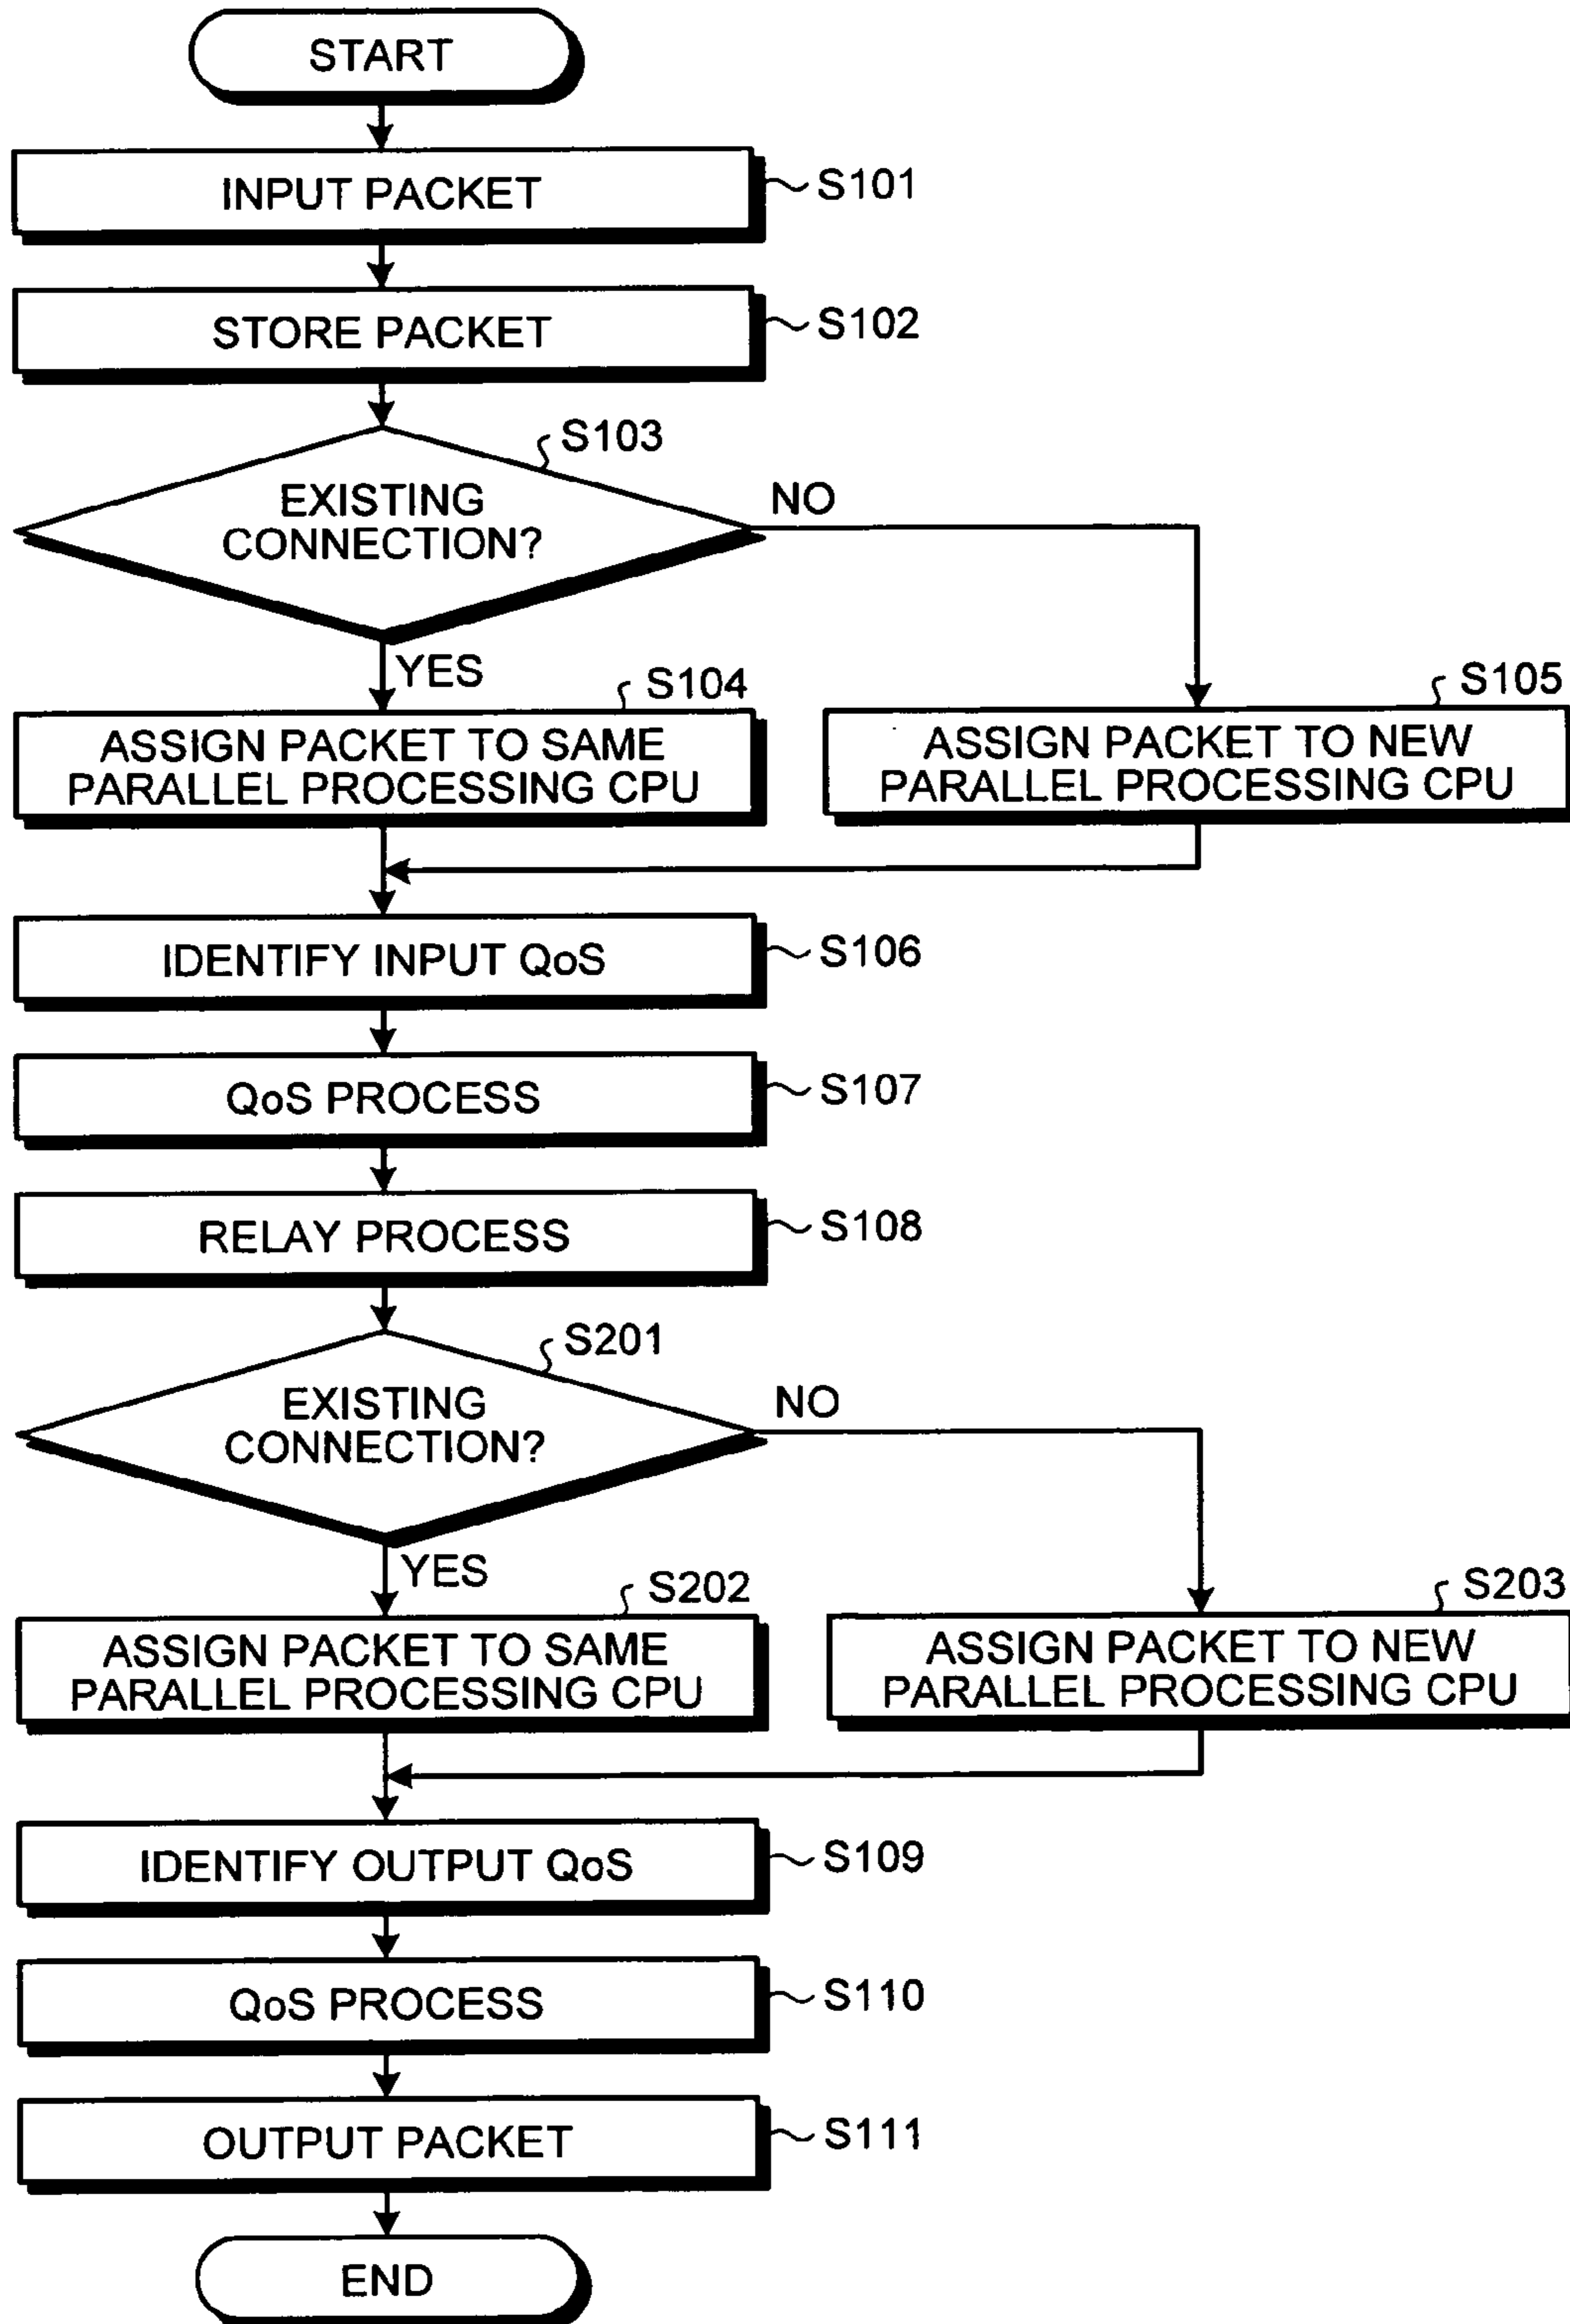 START
INPUT PACKET
S101
STORE PACKET
S102
S103
EXISTING
CONNECTION?
NO
YES
S104
ASSIGN PACKET TO SAME
PARALLEL PROCESSING CPU
S105
ASSIGN PACKET TO NEW
PARALLEL PROCESSING CPU
IDENTIFY INPUT QoS
S106
QoS PROCESS
S107
RELAY PROCESS
S108
S201
EXISTING
CONNECTION?
NO
YES
S202
ASSIGN PACKET TO SAME
PARALLEL PROCESSING CPU
S203
ASSIGN PACKET TO NEW
PARALLEL PROCESSING CPU
IDENTIFY OUTPUT QoS
S109
QoS PROCESS
S110
OUTPUT PACKET
S111
END